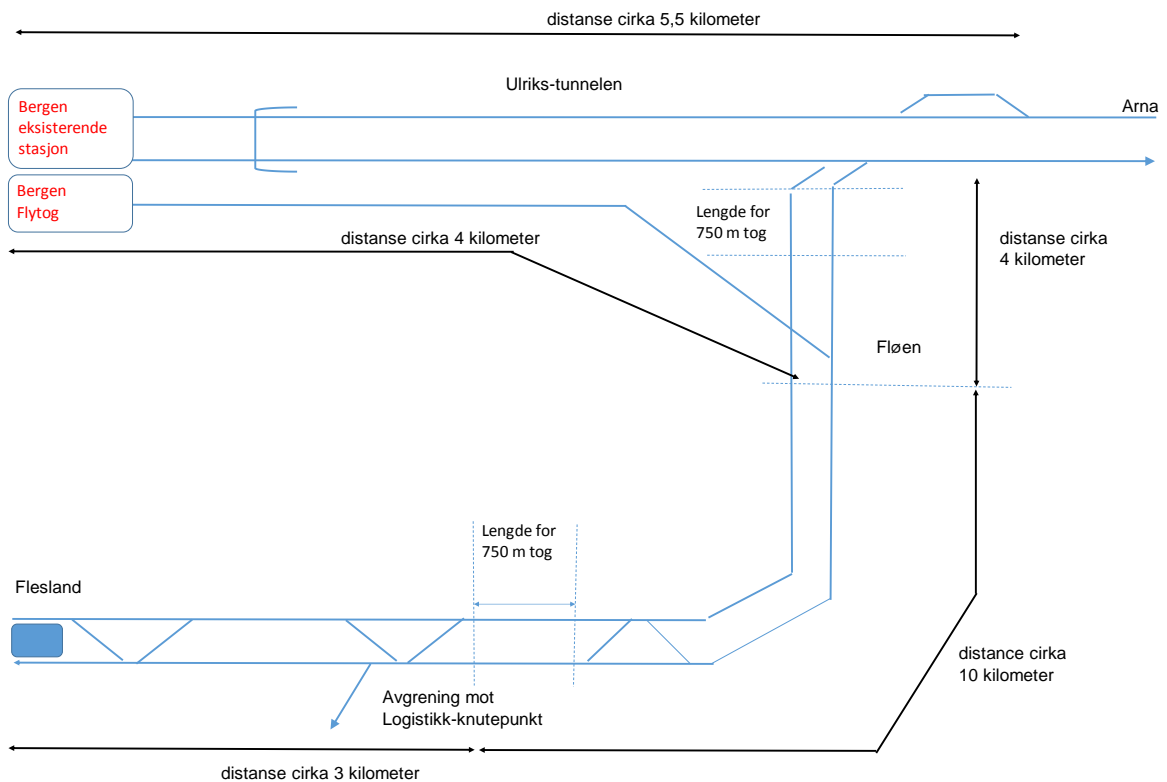 distanse cirka 5,5 kilometer
Ulriks-tunnelen
Bergen
eksisterende
stasjon
Arna
Bergen
Flytog
Lengde for
750 m tog
distanse cirka 4 kilometer
distanse cirka
4 kilometer
Fløen
Lengde for
750 m tog
Flesland
distance cirka
10 kilometer
Avgrening mot
Logistikk-knutepunkt
distanse cirka 3 kilometer